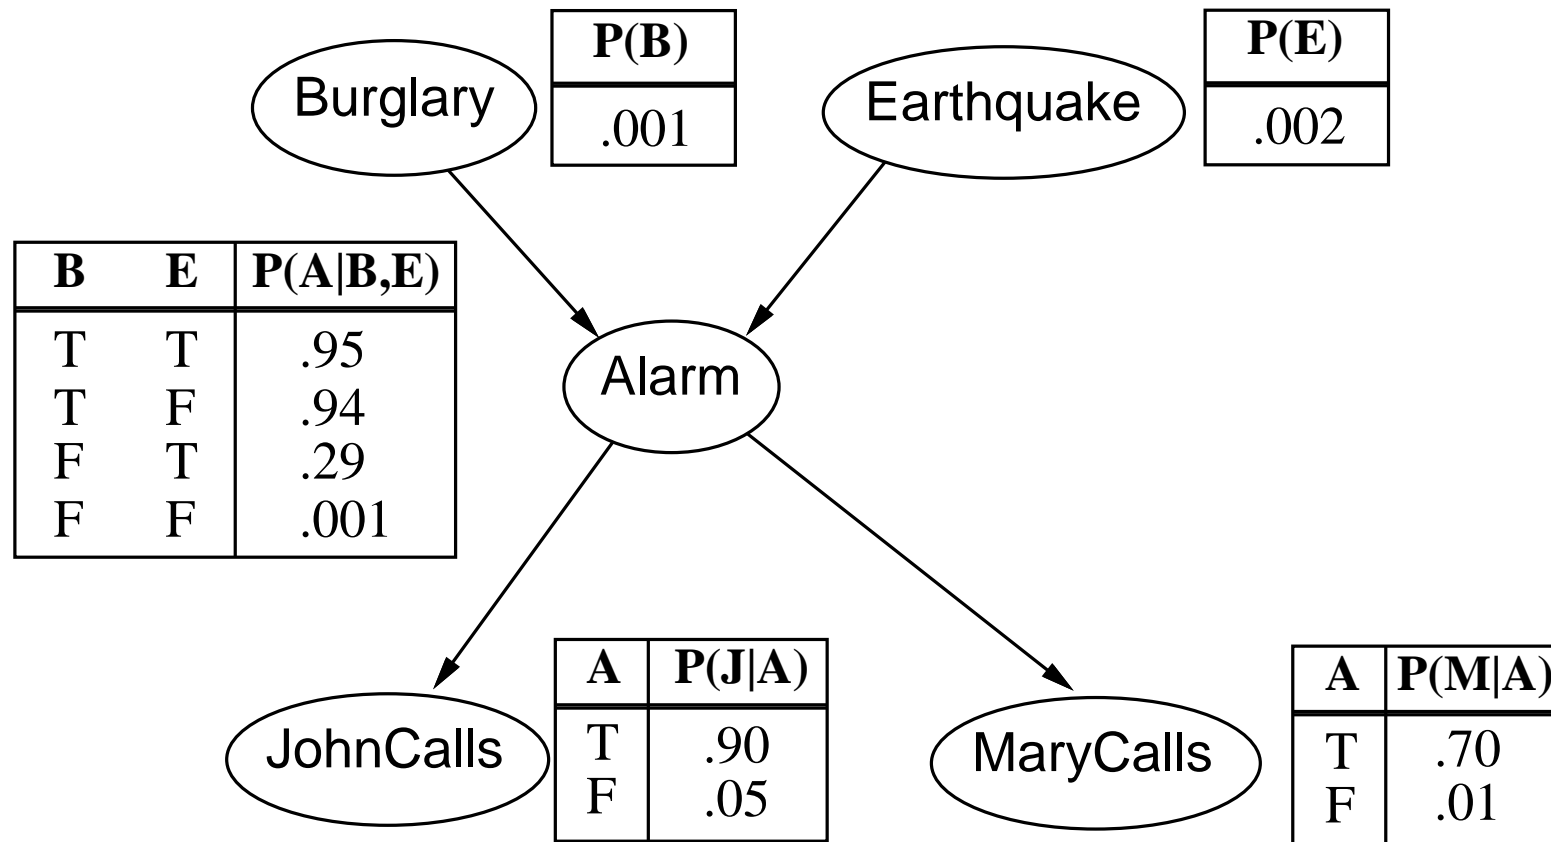 Burglary
P(B)
.001
Earthquake
P(E)
.002
B E P(A|B,E)
T T .95
T F .94
F T .29
F F .001
Alarm
JohnCalls
A P(J|A)
T .90
F .05
MaryCalls
A P(M|A)
T .70
F .01